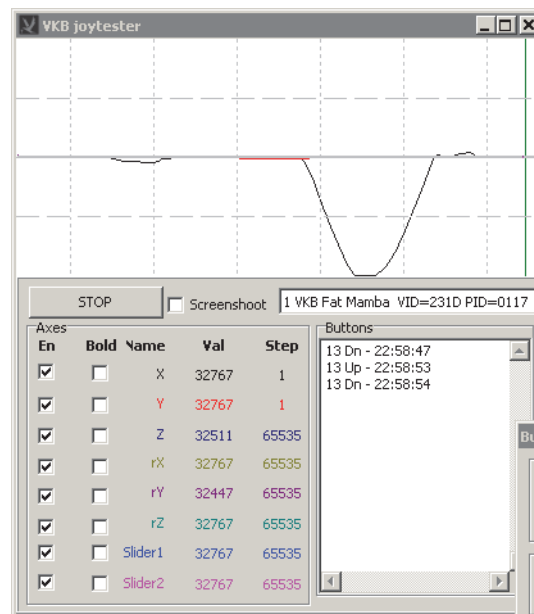 VKB joytester
STOP
Screenshoot
1 VKB Fat Mamba VID=231D PID=0117
Axes
En Bold Name Val Step
X 32767 1
Y 32767 1
Z 32511 65535
rX 32767 65535
rY 32447 65535
rZ 32767 65535
Slider1 32767 65535
Slider2 32767 65535
Buttons
13 Dn - 22:58:47
13 Up - 22:58:53
13 Dn - 22:58:54
Bu